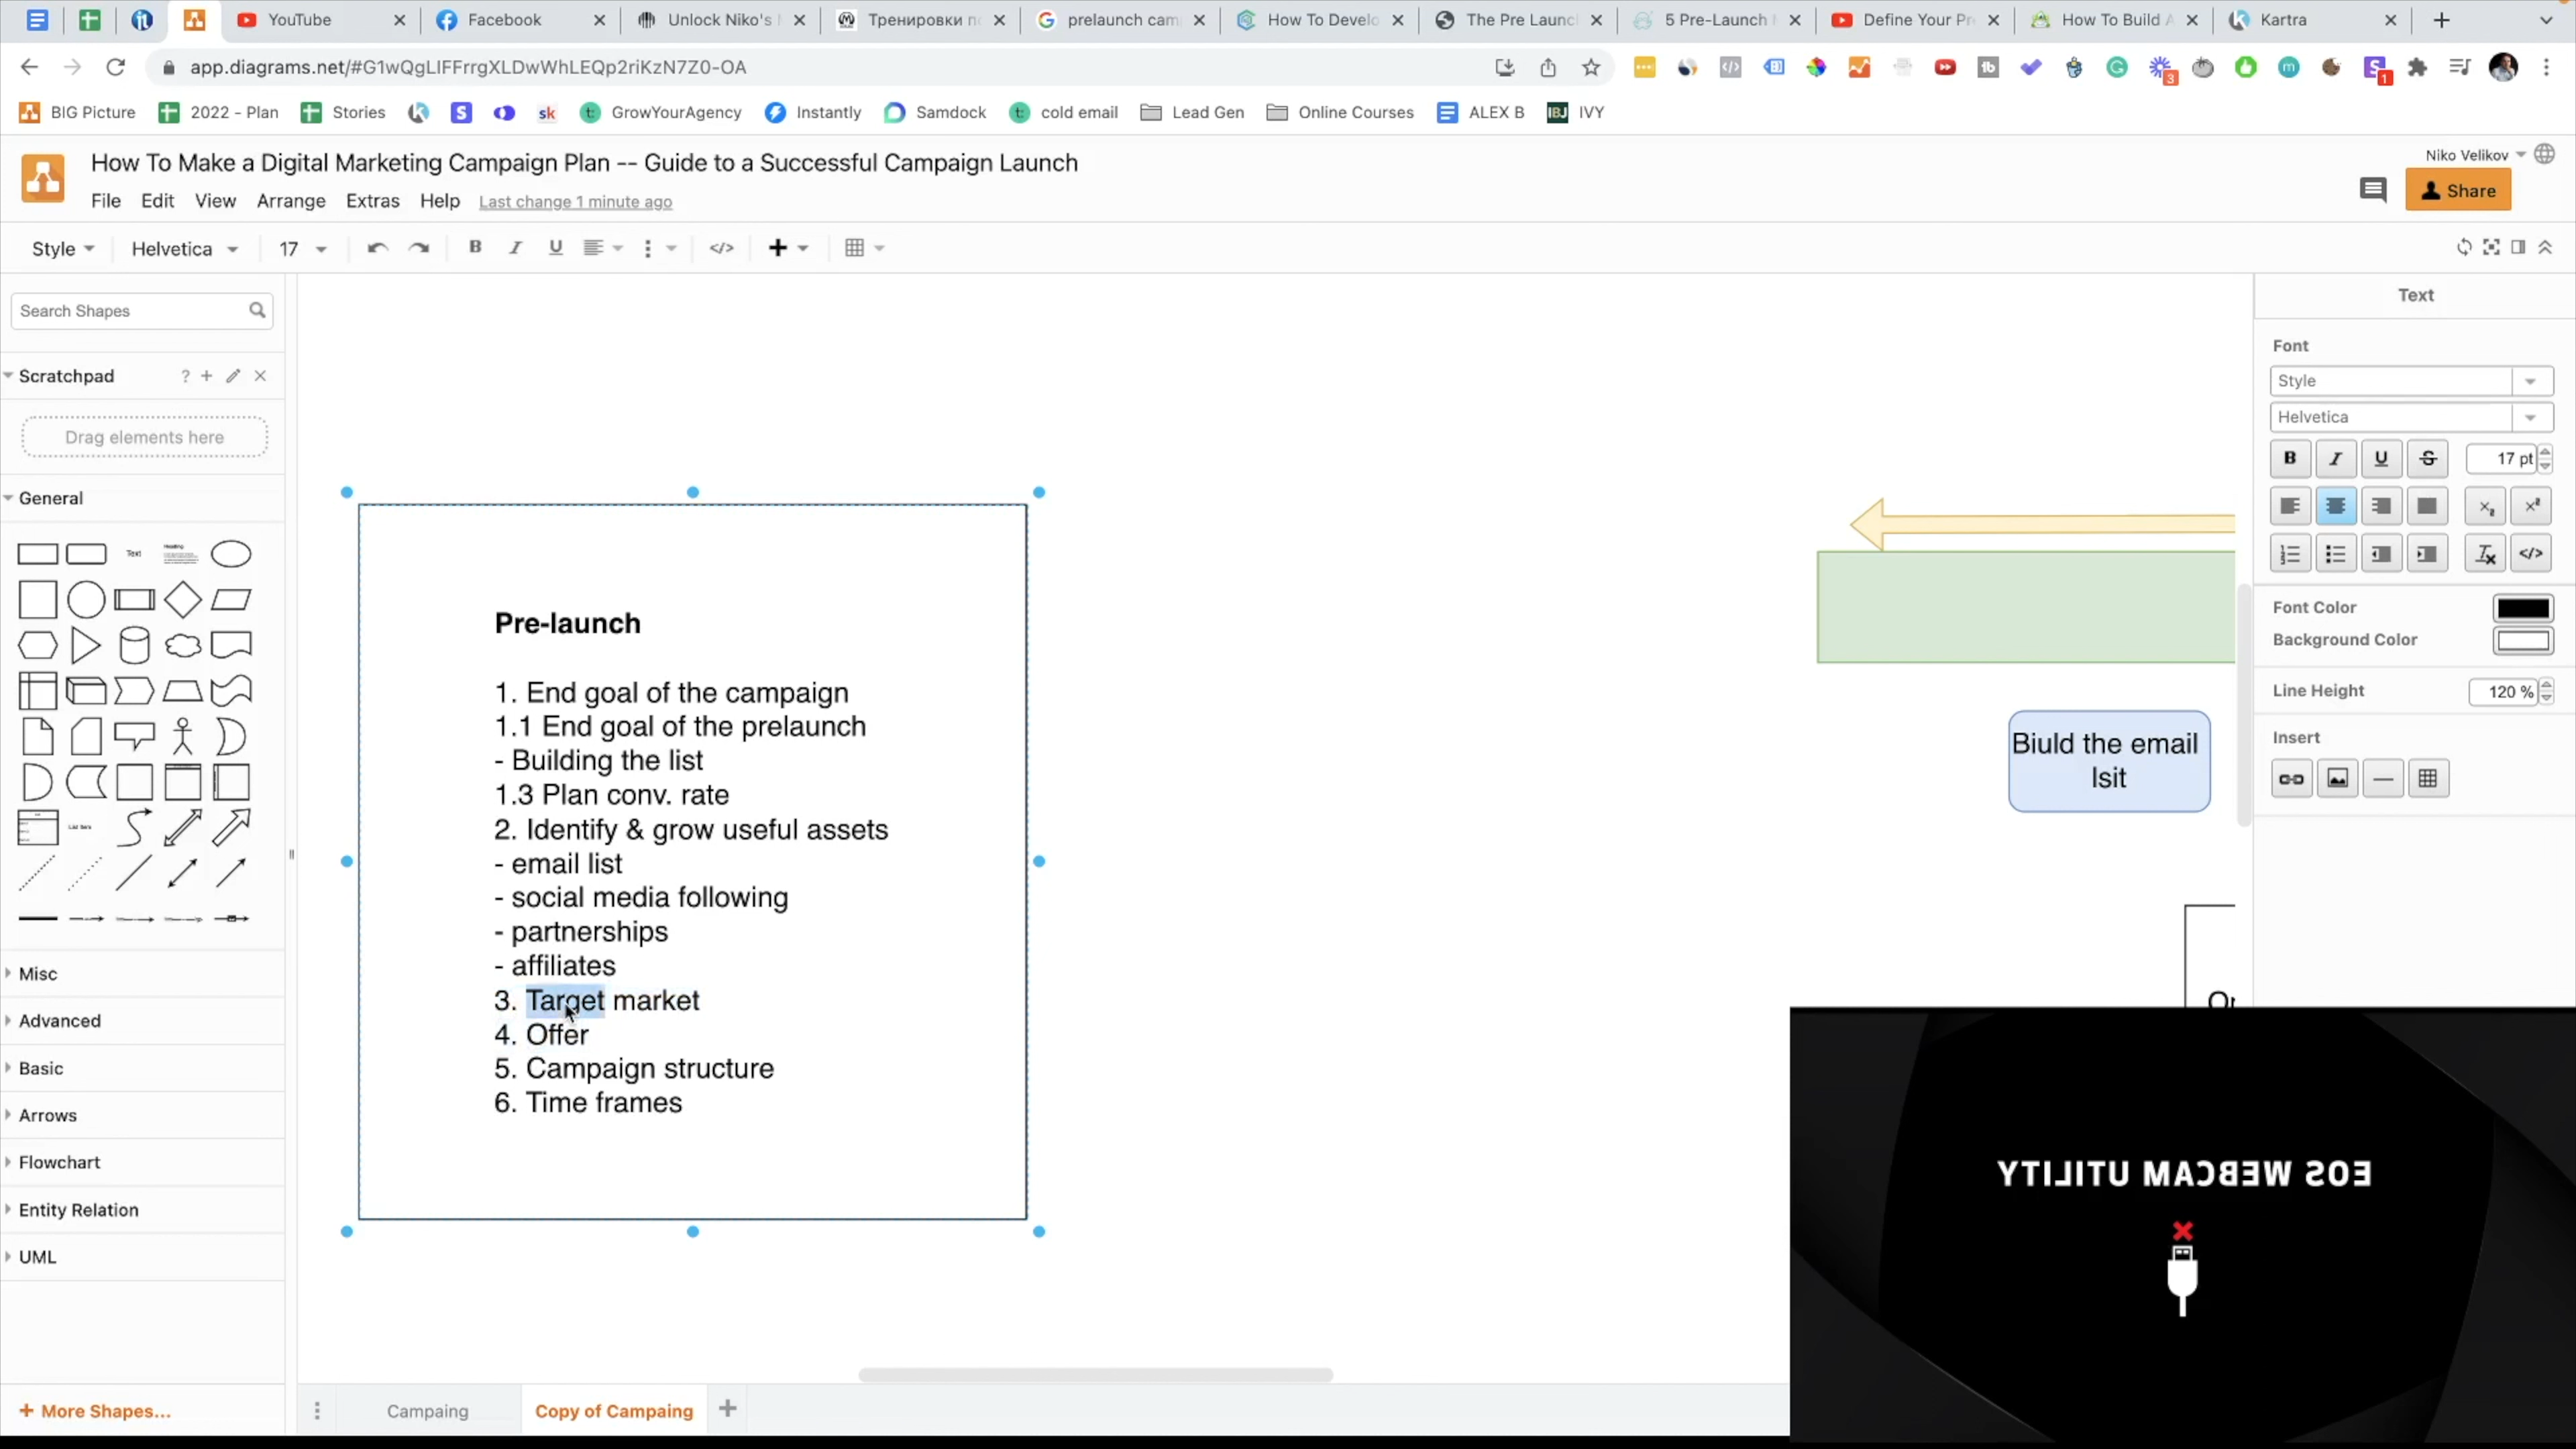 YouTube
Facebook
Unlock Niko's
Тренировки
prelaunch cam
How To Develo
The Pre Launc
5 Pre-Launch
Define Your Pr
How To Build A
Kartra
app.diagrams.net/#G1wQgLIFFrrgXLDwWhLEQp2riKzN7Z0-OA
3
1
BIG Picture
2022 - Plan
Stories
sk
GrowYourAgency
Instantly
Samdock
cold email
Lead Gen
Online Courses
ALEX B
IBJ
IVY
How To Make a Digital Marketing Campaign Plan -- Guide to a Successful Campaign Launch
Niko Velikov
File Edit View Arrange Extras Help Last change 1 minute ago
Share
Style Helvetica 17 B I U
Search Shapes
Scratchpad ? + ×
Drag elements here
General
Text
Heading
List Item
Misc
Advanced
Basic
Arrows
Flowchart
Entity Relation
UML
+ More Shapes...
Pre-launch
1. End goal of the campaign
1.1 End goal of the prelaunch
- Building the list
1.3 Plan conv. rate
2. Identify & grow useful assets
- email list
- social media following
- partnerships
- affiliates
3. Target market
4. Offer
5. Campaign structure
6. Time frames
Biuld the email
lsit
Text
Font
Style
Helvetica
B I U S 17 pt
Font Color
Background Color
Line Height 120 %
Insert
EOS WEBCAM UTILITY
Campaing
Copy of Campaing